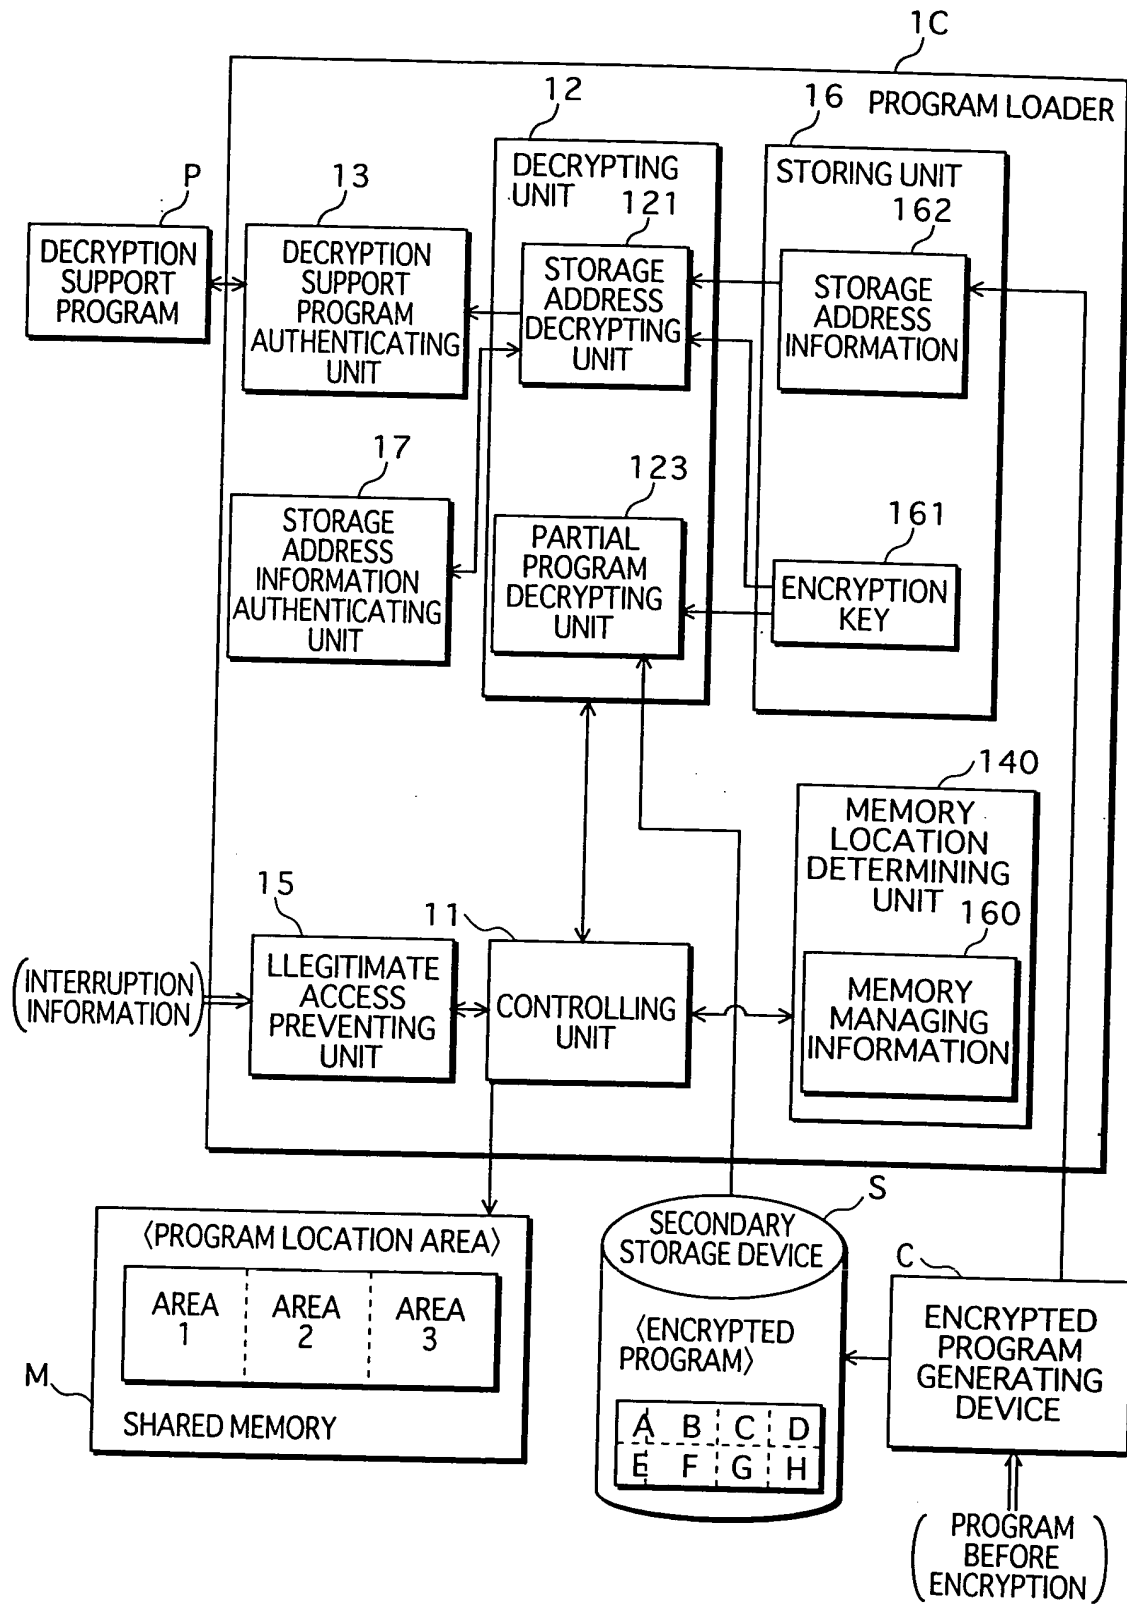 1C
PROGRAM LOADER
12
16
DECRYPTING
UNIT
STORING UNIT
P
13
121
162
DECRYPTION
SUPPORT
PROGRAM
DECRYPTION
SUPPORT
PROGRAM
AUTHENTICATING
UNIT
STORAGE
ADDRESS
DECRYPTING
UNIT
STORAGE
ADDRESS
INFORMATION
17
123
161
STORAGE
ADDRESS
INFORMATION
AUTHENTICATING
UNIT
PARTIAL
PROGRAM
DECRYPTING
UNIT
ENCRYPTION
KEY
140
MEMORY
LOCATION
DETERMINING
UNIT
15
11
160
(INTERRUPTION
INFORMATION)
LLEGITIMATE
ACCESS
PREVENTING
UNIT
CONTROLLING
UNIT
MEMORY
MANAGING
INFORMATION
S
〈PROGRAM LOCATION AREA〉
SECONDARY
STORAGE DEVICE
C
AREA
1
AREA
2
AREA
3
〈ENCRYPTED
PROGRAM〉
ENCRYPTED
PROGRAM
GENERATING
DEVICE
M
SHARED MEMORY
A B C D
E F G H
(PROGRAM
BEFORE
ENCRYPTION)